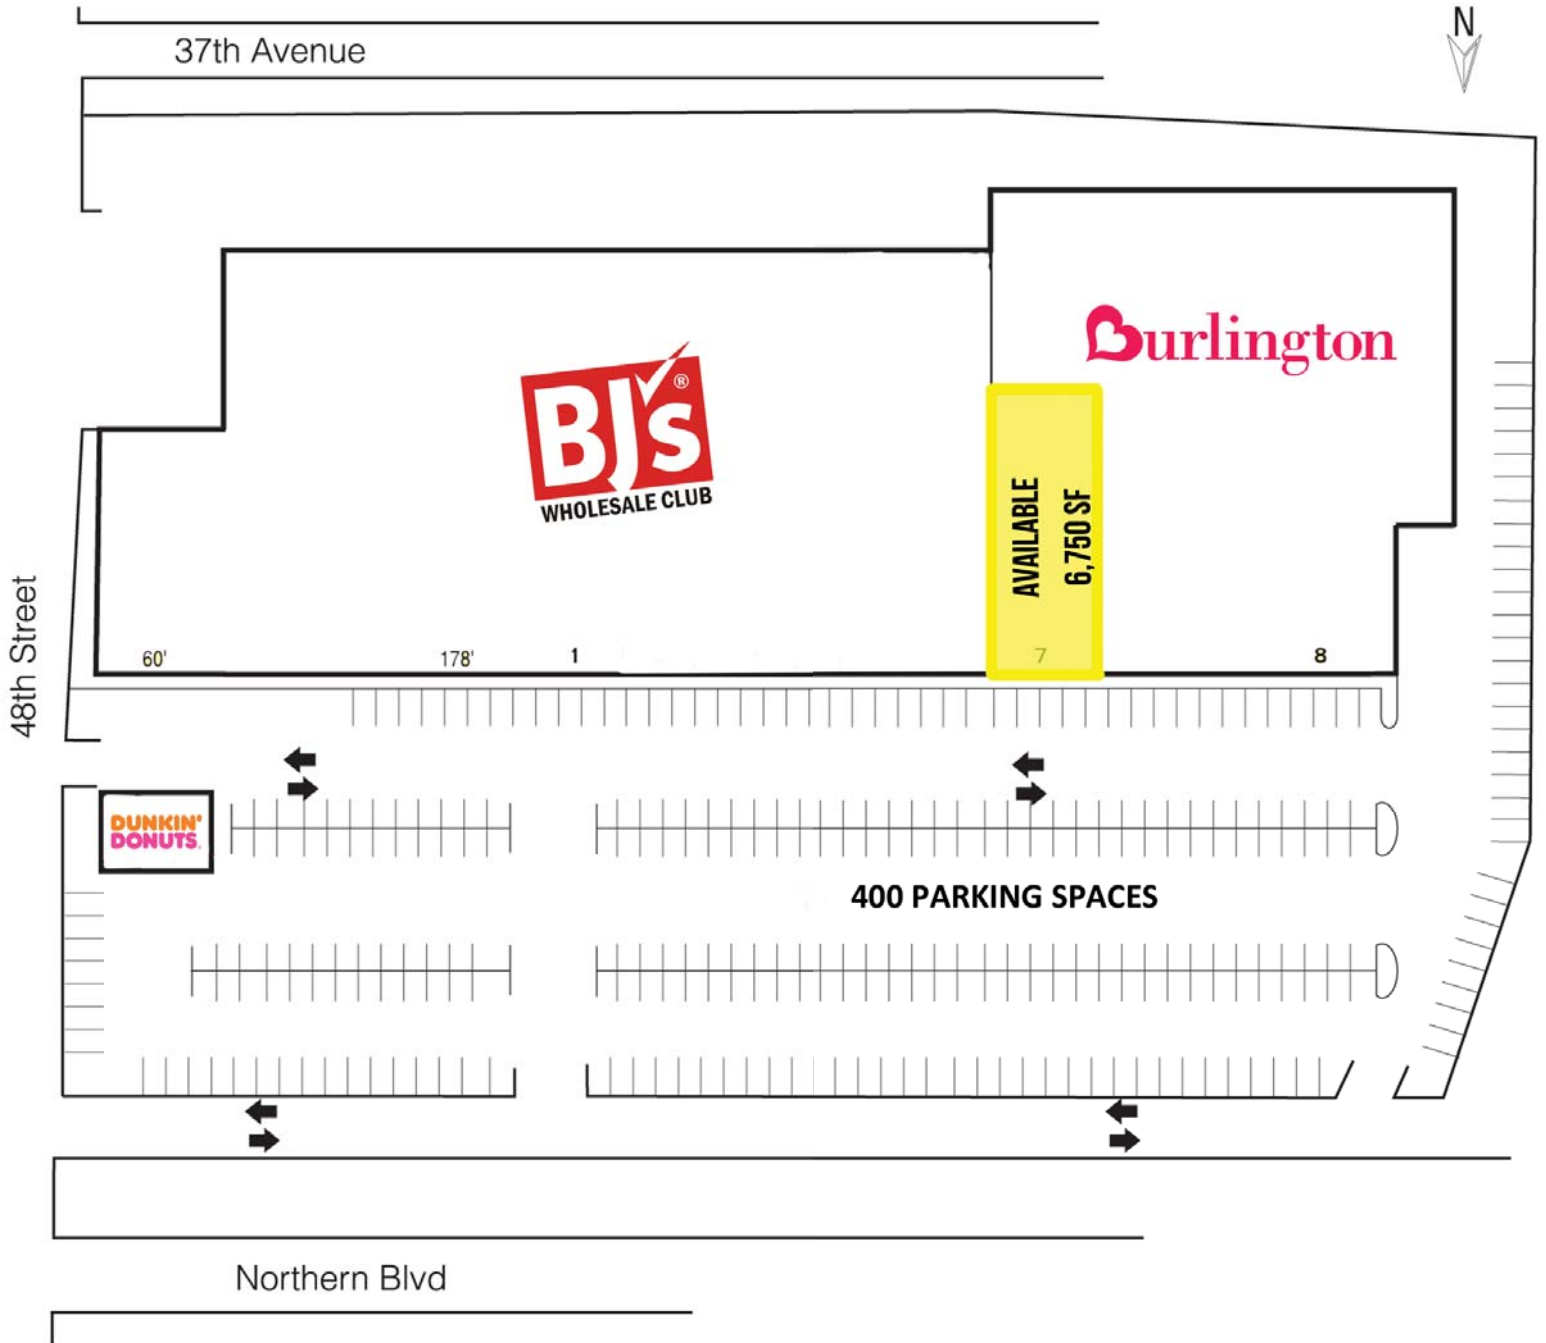 N
37th Avenue
Burlington
BJ's ®
WHOLESALE CLUB
AVAILABLE
6,750 SF
48th Street
60' 178' 1 7 8
DUNKIN'
DONUTS.
400 PARKING SPACES
Northern Blvd